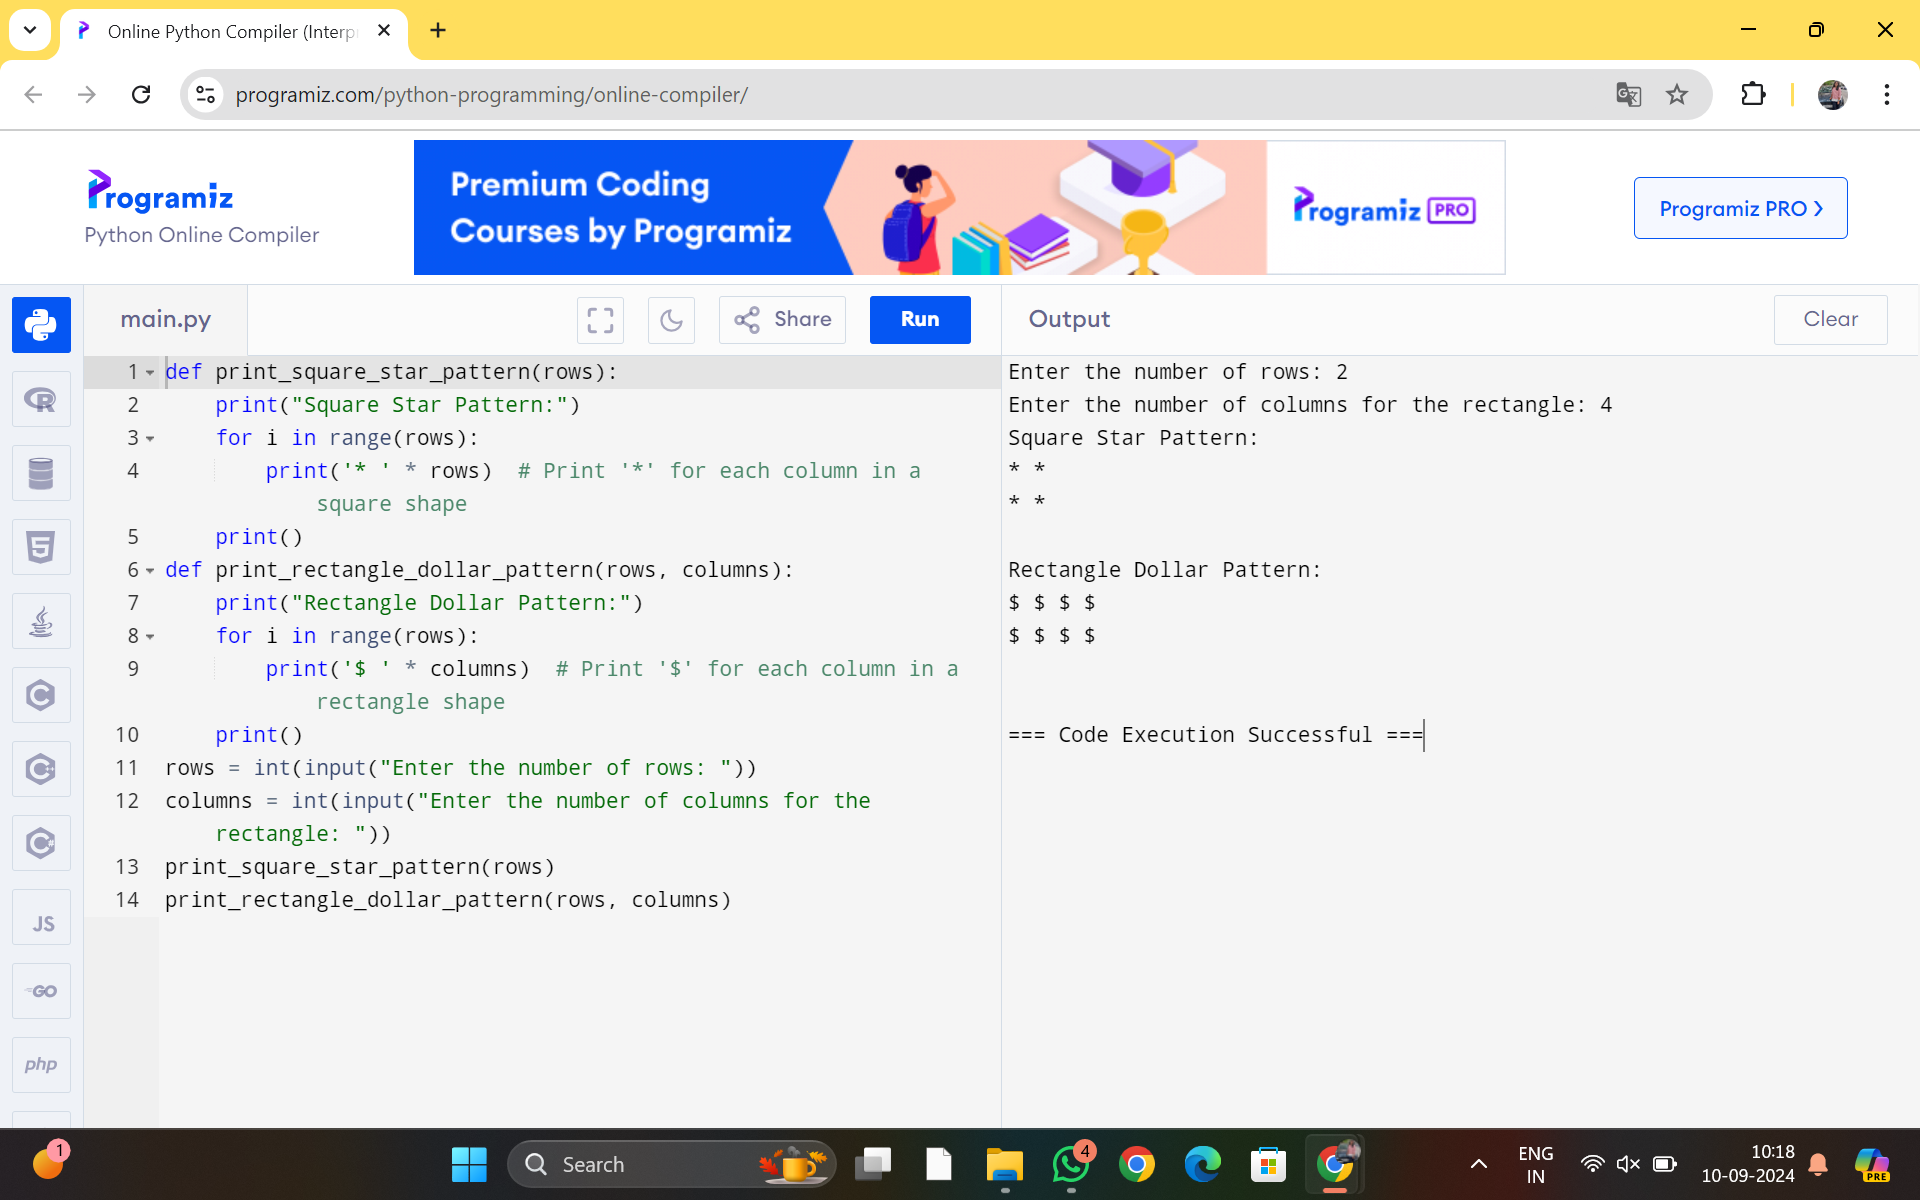 Online Python Compiler (Interp
programiz.com/python-programming/online-compiler/
Programiz
Python Online Compiler
Premium Coding
Courses by Programiz
Programiz PRO
Programiz PRO >
main.py
Share
Run
Output
Clear
1 def print_square_star_pattern(rows):
2     print("Square Star Pattern:")
3     for i in range(rows):
4         print('* ' * rows)  # Print '*' for each column in a
            square shape
5     print()
6 def print_rectangle_dollar_pattern(rows, columns):
7     print("Rectangle Dollar Pattern:")
8     for i in range(rows):
9         print('$ ' * columns)  # Print '$' for each column in a
            rectangle shape
10     print()
11 rows = int(input("Enter the number of rows: "))
12 columns = int(input("Enter the number of columns for the
    rectangle: "))
13 print_square_star_pattern(rows)
14 print_rectangle_dollar_pattern(rows, columns)
Enter the number of rows: 2
Enter the number of columns for the rectangle: 4
Square Star Pattern:
* *
* *
Rectangle Dollar Pattern:
$ $ $ $
$ $ $ $
=== Code Execution Successful ===
R
5
C
C
C#
JS
GO
php
1
Search
4
ENG
IN
10:18
10-09-2024
PRE